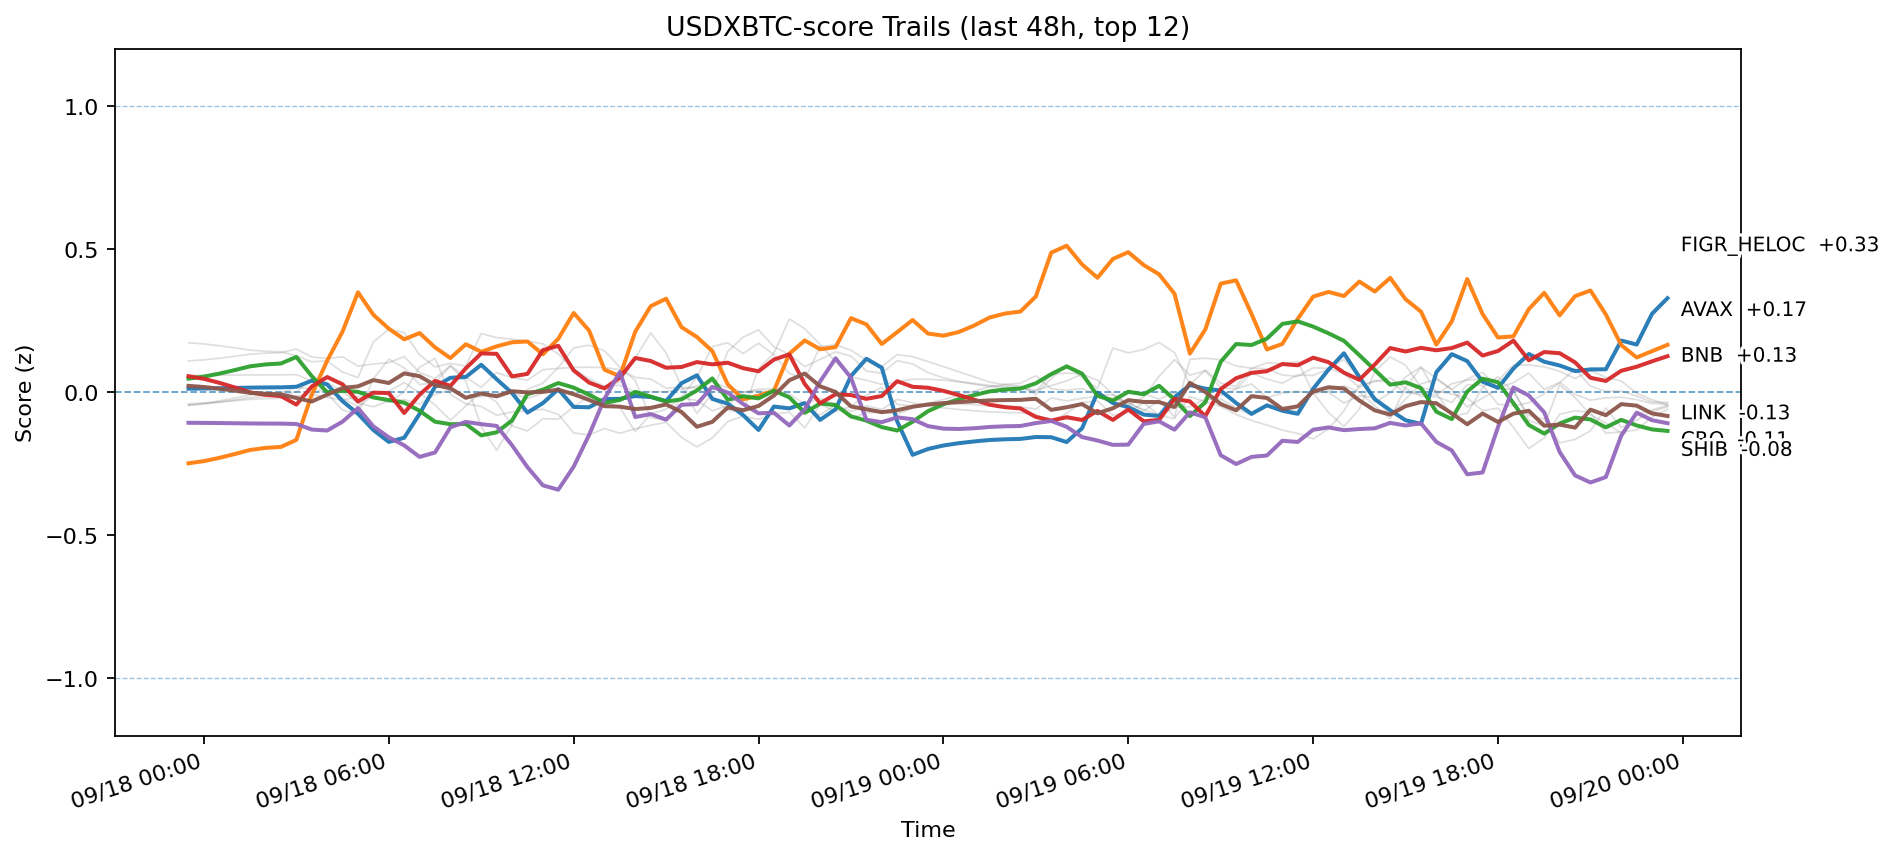 USDXBTC-score Trails (last 48h, top 12)
Score (z)
1.0
0.5
0.0
−0.5
−1.0
FIGR_HELOC +0.33
AVAX +0.17
BNB +0.13
LINK -0.13
CRO -0.11
SHIB -0.08
09/18 00:00
09/18 06:00
09/18 12:00
09/18 18:00
09/19 00:00
09/19 06:00
09/19 12:00
09/19 18:00
09/20 00:00
Time